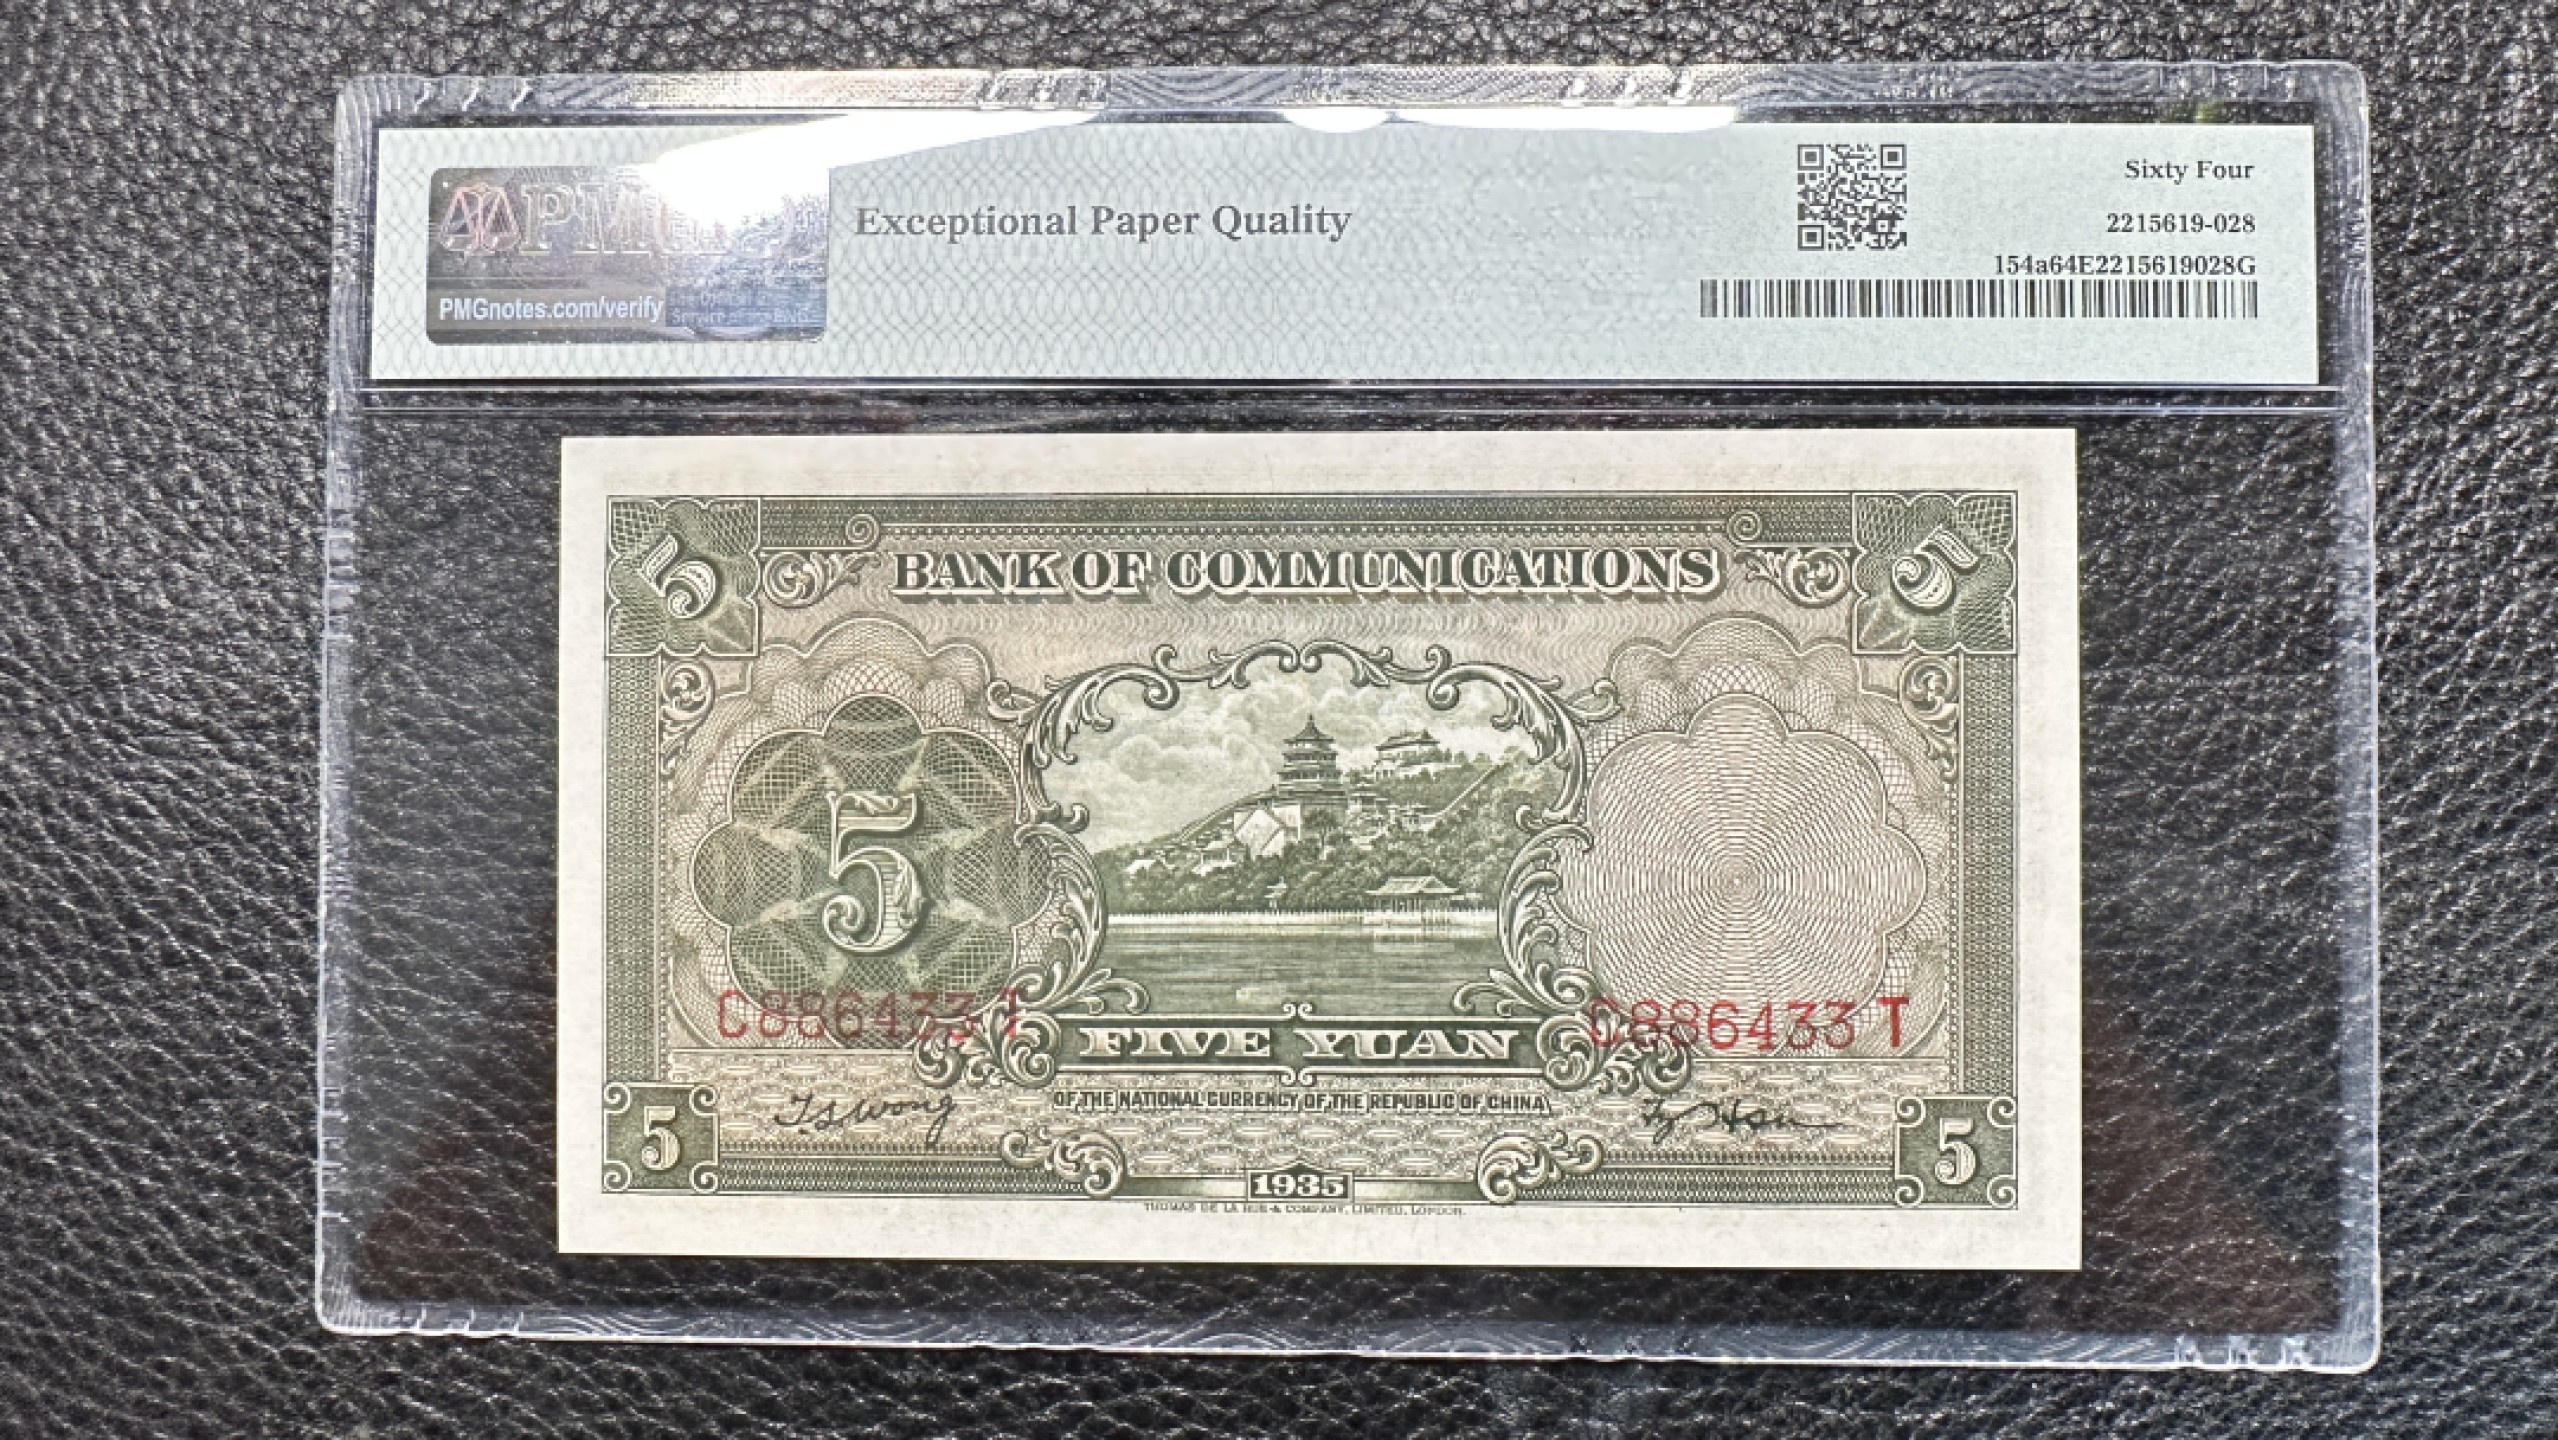 Exceptional Paper Quality
Sixty Four
2215619-028
154a64E2215619028G
PMGnotes.com/verify
5 BANK OF COMMUNICATIONS 5
5
C886433 T C886433 T
FIVE YUAN
OF THE NATIONAL CURRENCY OF THE REPUBLIC OF CHINA
T.S.Wong
5 5
1935
THOMAS DE LA RUE & COMPANY, LIMITED, LONDON.